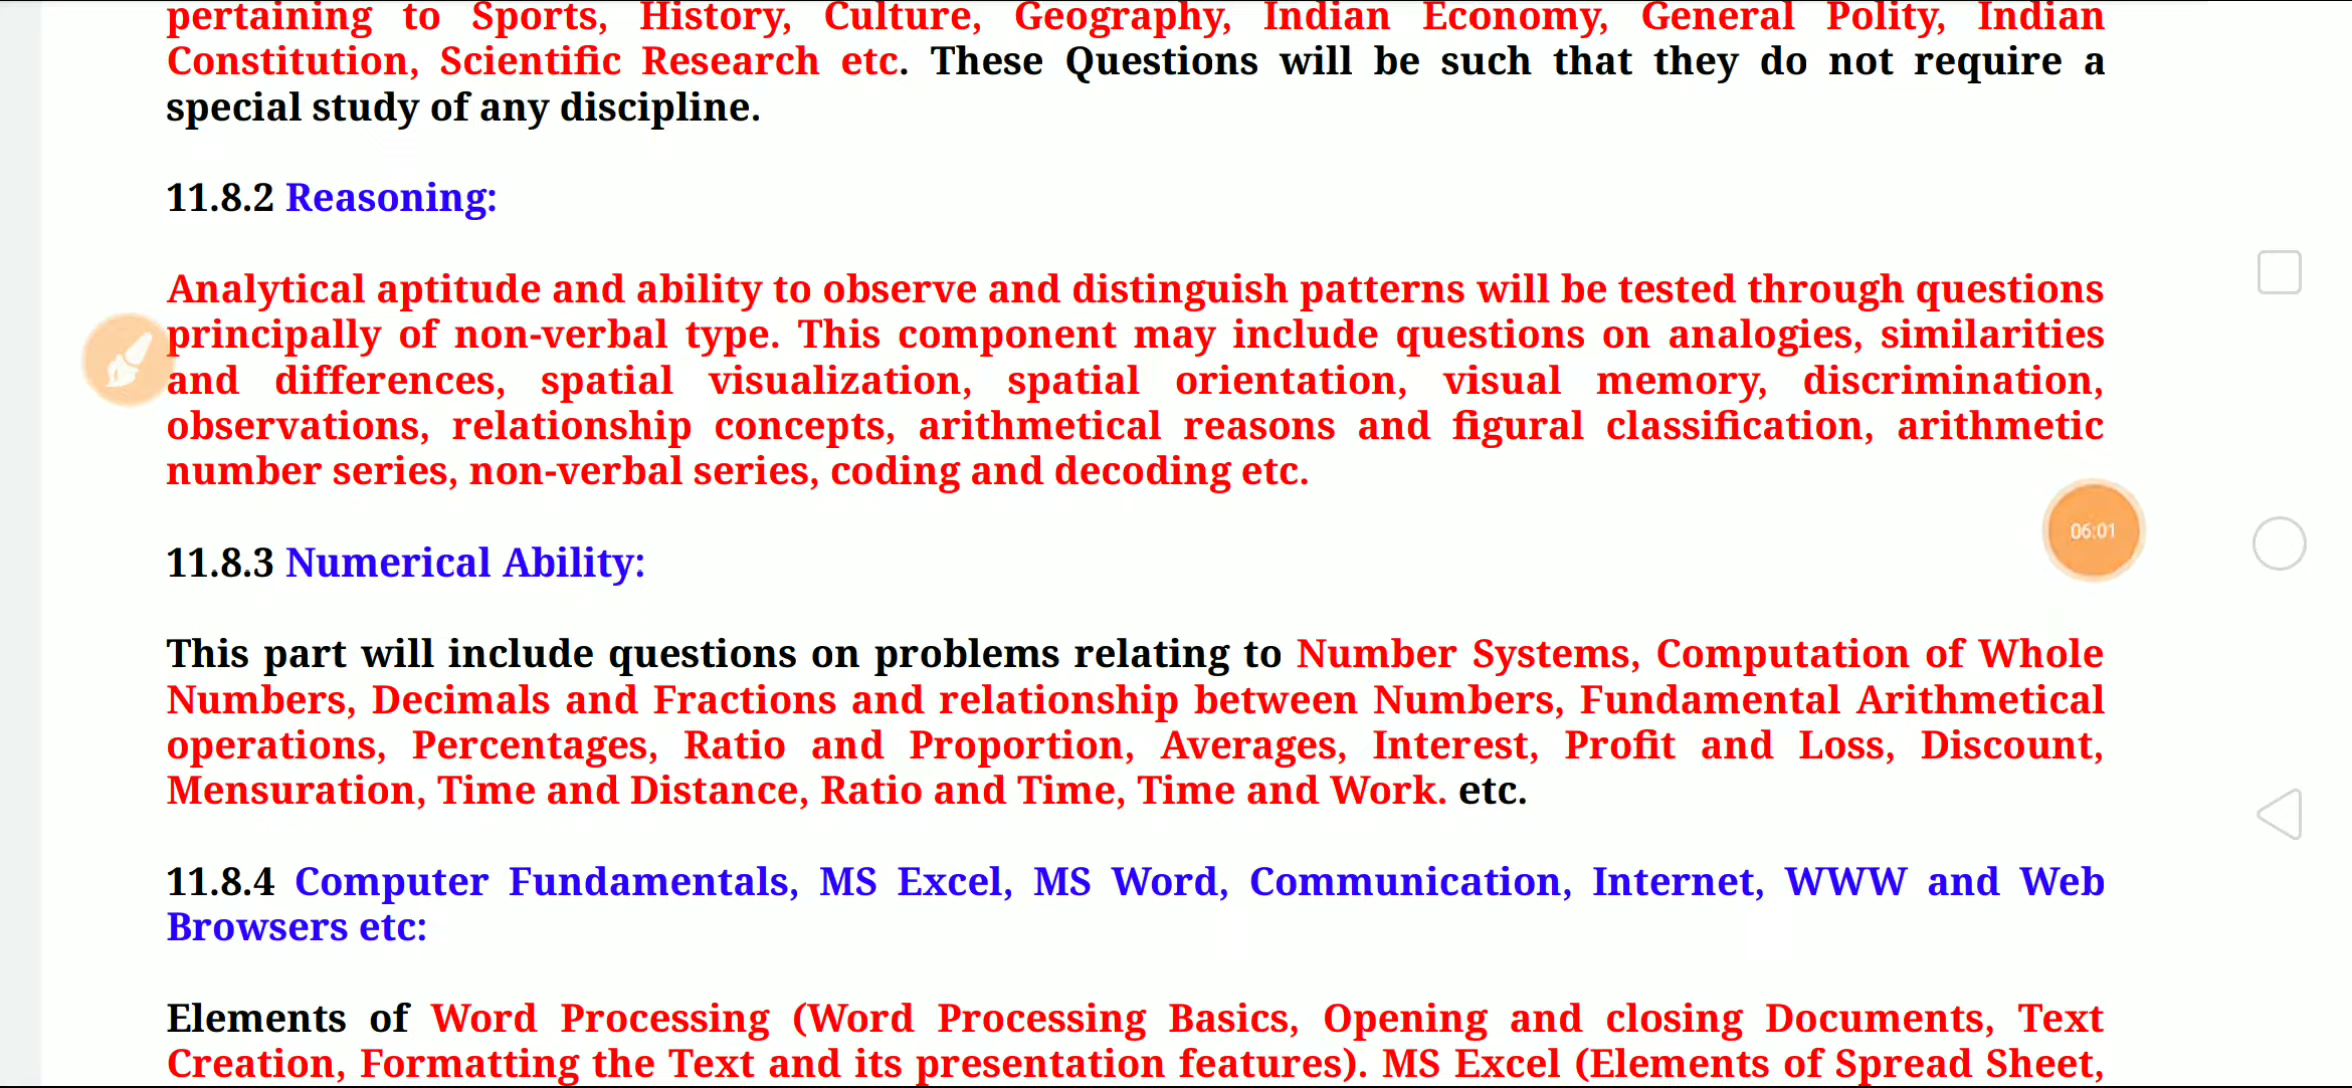 pertaining to Sports, History, Culture, Geography, Indian Economy, General Polity, Indian
Constitution, Scientific Research etc. These Questions will be such that they do not require a
special study of any discipline.
11.8.2 Reasoning:
Analytical aptitude and ability to observe and distinguish patterns will be tested through questions
principally of non-verbal type. This component may include questions on analogies, similarities
and differences, spatial visualization, spatial orientation, visual memory, discrimination,
observations, relationship concepts, arithmetical reasons and figural classification, arithmetic
number series, non-verbal series, coding and decoding etc.
06:01
11.8.3 Numerical Ability:
This part will include questions on problems relating to Number Systems, Computation of Whole
Numbers, Decimals and Fractions and relationship between Numbers, Fundamental Arithmetical
operations, Percentages, Ratio and Proportion, Averages, Interest, Profit and Loss, Discount,
Mensuration, Time and Distance, Ratio and Time, Time and Work. etc.
11.8.4 Computer Fundamentals, MS Excel, MS Word, Communication, Internet, WWW and Web
Browsers etc:
Elements of Word Processing (Word Processing Basics, Opening and closing Documents, Text
Creation, Formatting the Text and its presentation features). MS Excel (Elements of Spread Sheet,